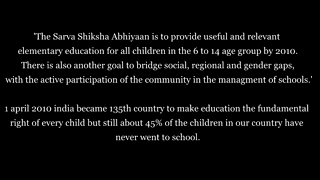 'The Sarva Shiksha Abhiyaan is to provide useful and relevant
elementary education for all children in the 6 to 14 age group by 2010.
There is also another goal to bridge social, regional and gender gaps,
with the active participation of the community in the managment of schools.'
1 april 2010 india became 135th country to make education the fundamental
right of every child but still about 45% of the children in our country have
never went to school.